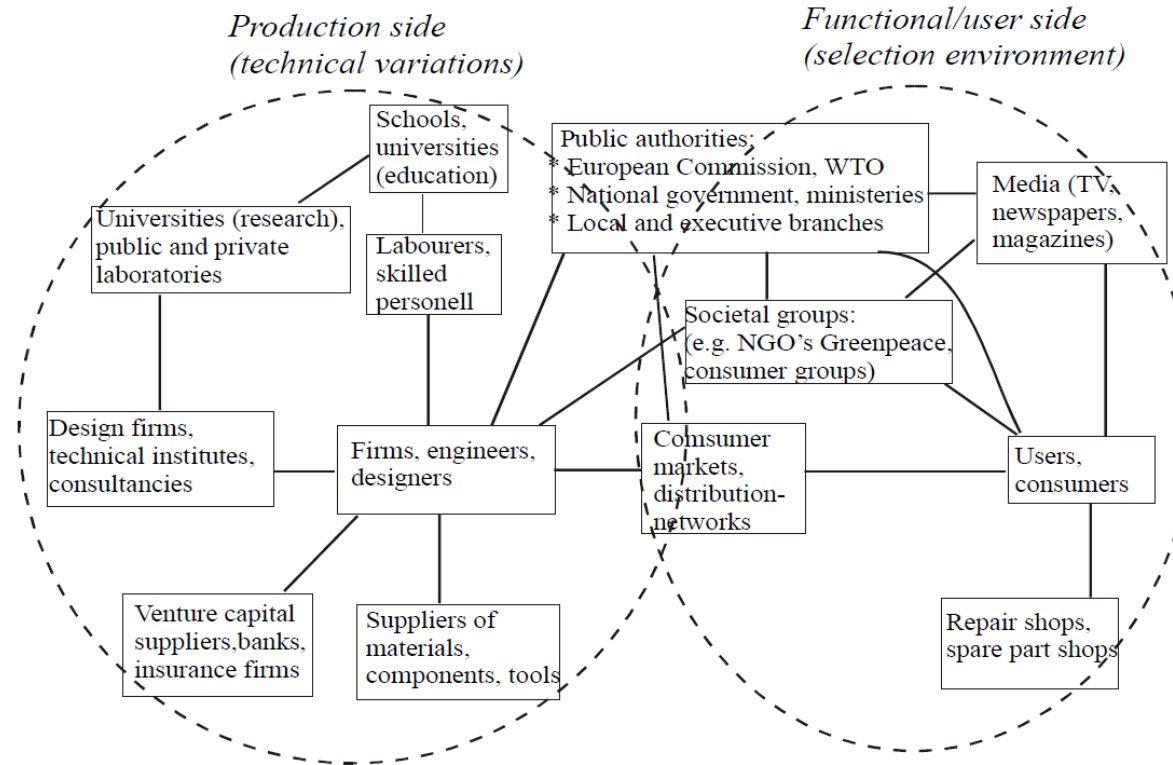 Production side
(technical variations)
Functional/user side
(selection environment)
Schools,
universities
(education)
Public authorities;
* European Commission, WTO
* National government, ministeries
* Local and executive branches
Media (TV,
newspapers,
magazines)
Universities (research),
public and private
laboratories
Labourers,
skilled
personell
Societal groups:
(e.g. NGO’s Greenpeace,
consumer groups)
Design firms,
technical institutes,
consultancies
Firms, engineers,
designers
Comsumer
markets,
distribution-
networks
Users,
consumers
Venture capital
suppliers,banks,
insurance firms
Suppliers of
materials,
components, tools
Repair shops,
spare part shops